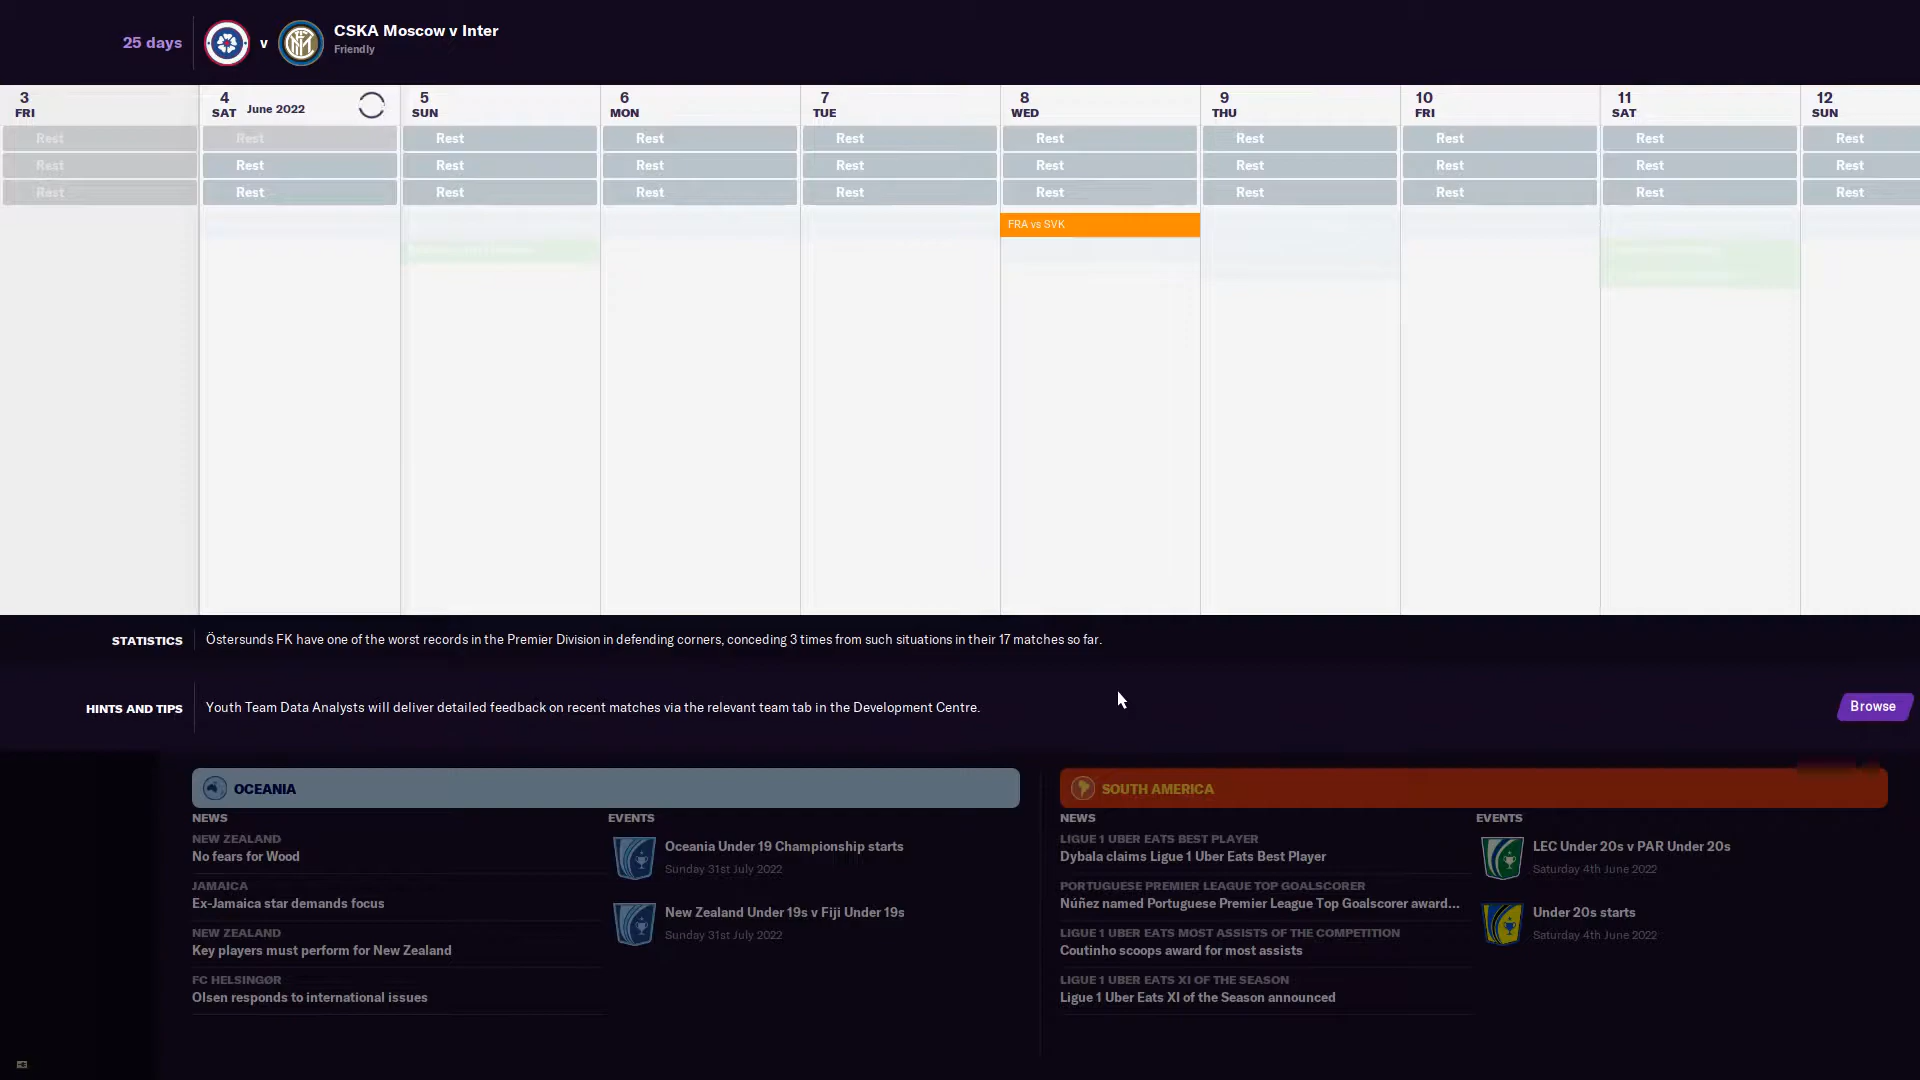 25 days
v
CSKA Moscow v Inter
Friendly
3
FRI
4
SAT
June 2022
5
SUN
6
MON
7
TUE
8
WED
9
THU
10
FRI
11
SAT
12
SUN
Rest Rest Rest Rest Rest Rest Rest Rest Rest Rest
Rest Rest Rest Rest Rest Rest Rest Rest Rest Rest
Rest Rest Rest Rest Rest Rest Rest Rest Rest Rest
FRA vs SVK
STATISTICS
Östersunds FK have one of the worst records in the Premier Division in defending corners, conceding 3 times from such situations in their 17 matches so far.
HINTS AND TIPS
Youth Team Data Analysts will deliver detailed feedback on recent matches via the relevant team tab in the Development Centre.
Browse
OCEANIA
NEWS
NEW ZEALAND
No fears for Wood
JAMAICA
Ex-Jamaica star demands focus
NEW ZEALAND
Key players must perform for New Zealand
FC HELSINGØR
Olsen responds to international issues
EVENTS
Oceania Under 19 Championship starts
Sunday 31st July 2022
New Zealand Under 19s v Fiji Under 19s
Sunday 31st July 2022
SOUTH AMERICA
NEWS
LIGUE 1 UBER EATS BEST PLAYER
Dybala claims Ligue 1 Uber Eats Best Player
PORTUGUESE PREMIER LEAGUE TOP GOALSCORER
Núñez named Portuguese Premier League Top Goalscorer award...
LIGUE 1 UBER EATS MOST ASSISTS OF THE COMPETITION
Coutinho scoops award for most assists
LIGUE 1 UBER EATS XI OF THE SEASON
Ligue 1 Uber Eats XI of the Season announced
EVENTS
LEC Under 20s v PAR Under 20s
Saturday 4th June 2022
Under 20s starts
Saturday 4th June 2022